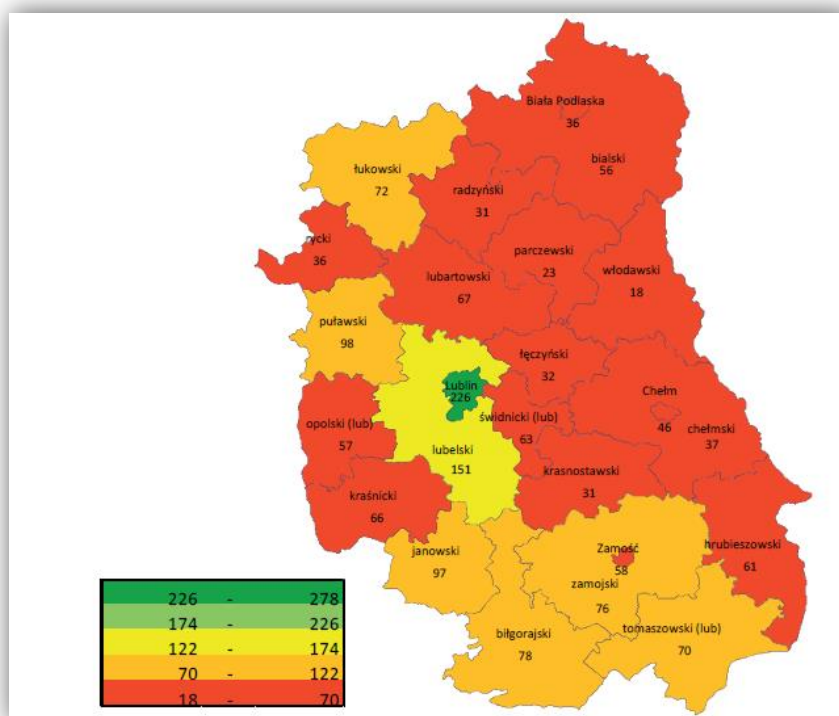 Biała Podlaska
36
bialski
56
łukowski
72
radzyński
31
rycki
36
parczewski
23
włodawski
18
lubartowski
67
puławski
98
łęczyński
32
Lublin
226
Chełm
46
chełmski
37
świdnicki (lub)
63
opolski (lub)
57
lubelski
151
krasnostawski
31
kraśnicki
66
janowski
97
Zamość
58
hrubieszowski
61
zamojski
76
biłgorajski
78
tomaszowski (lub)
70
226 - 278
174 - 226
122 - 174
70 - 122
18 - 70